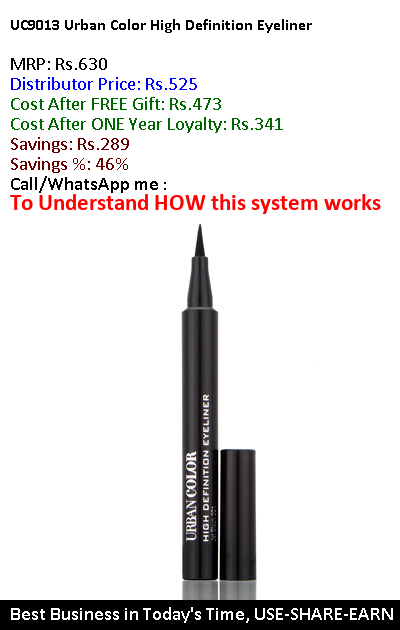 UC9013 Urban Color High Definition Eyeliner
MRP: Rs.630
Distributor Price: Rs.525
Cost After FREE Gift: Rs.473
Cost After ONE Year Loyalty: Rs.341
Savings: Rs.289
Savings %: 46%
Call/WhatsApp me :
To Understand HOW this system works
URBAN COLOR
HIGH DEFINITION EYELINER
Best Business in Today's Time, USE-SHARE-EARN